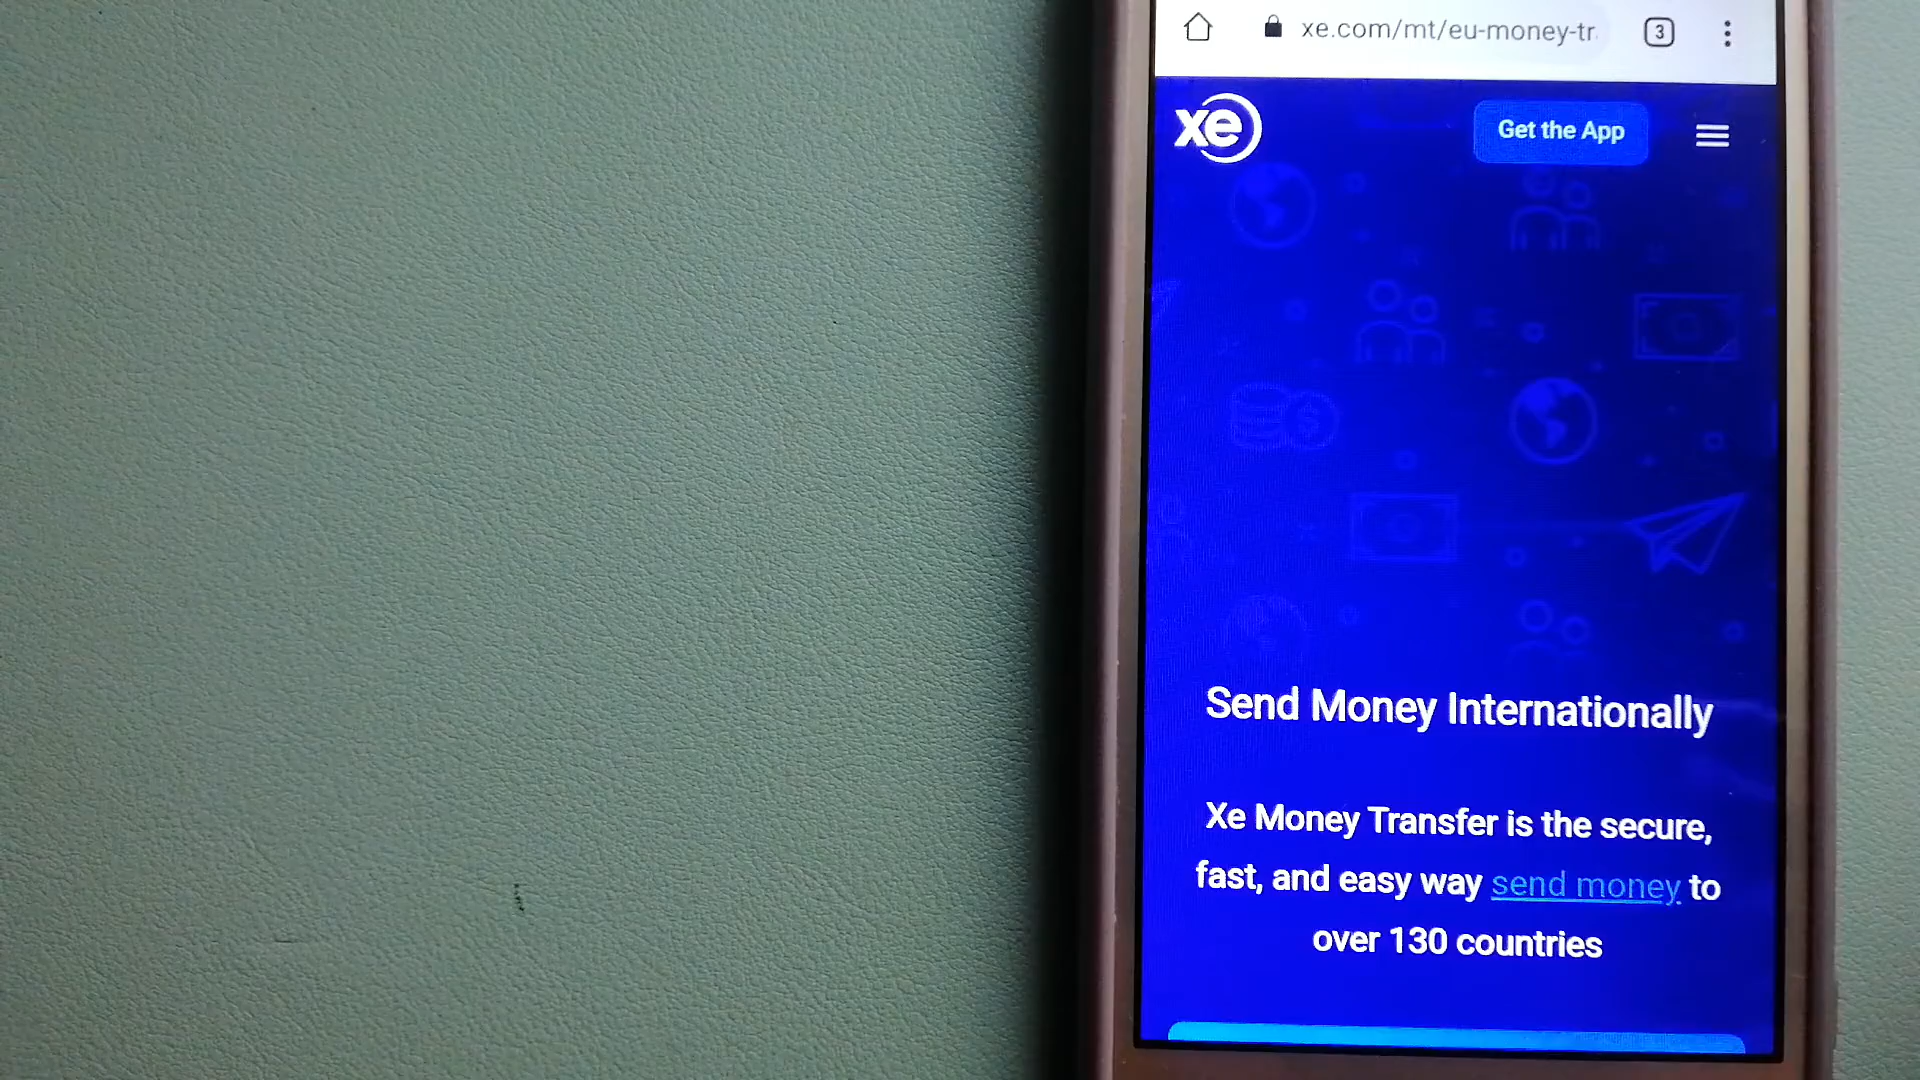 xe.com/mt/eu-money-tr
3
xe
Get the App
Send Money Internationally
Xe Money Transfer is the secure,
fast, and easy way send money to
over 130 countries